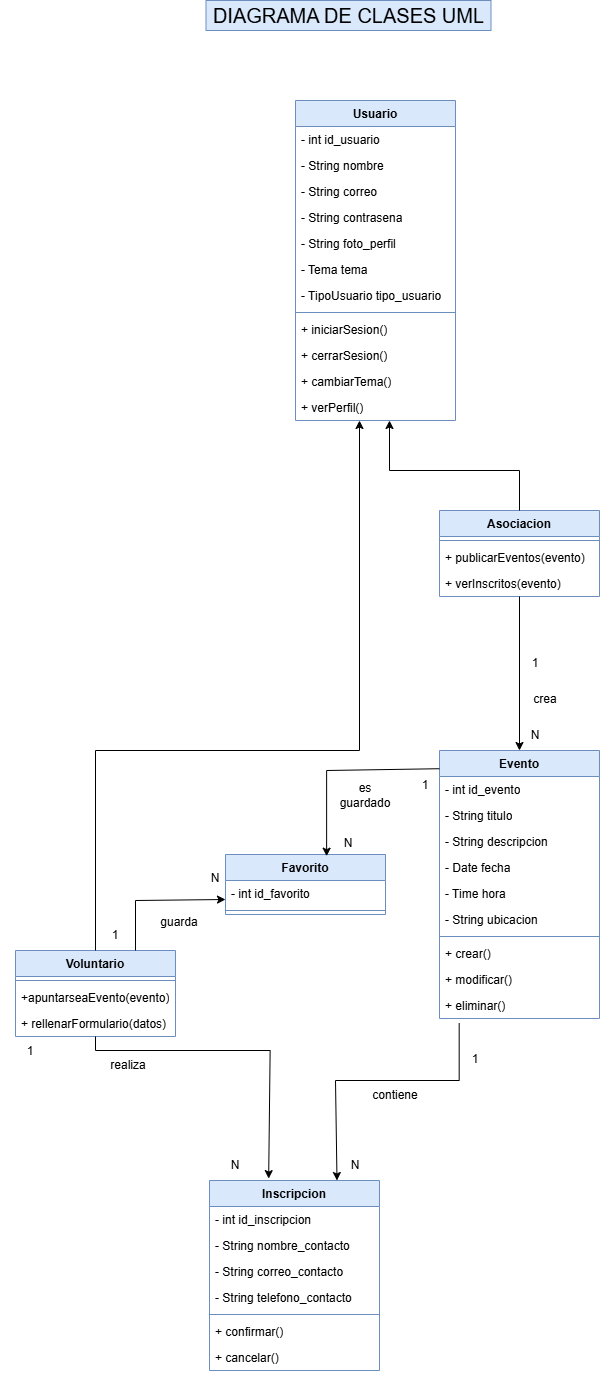 DIAGRAMA DE CLASES UML
Usuario
- int id_usuario
- String nombre
- String correo
- String contrasena
- String foto_perfil
- Tema tema
- TipoUsuario tipo_usuario
+ iniciarSesion()
+ cerrarSesion()
+ cambiarTema()
+ verPerfil()
Asociacion
+ publicarEventos(evento)
+ verInscritos(evento)
1
crea
N
Evento
- int id_evento
- String titulo
- String descripcion
- Date fecha
- Time hora
- String ubicacion
+ crear()
+ modificar()
+ eliminar()
1
es
guardado
N
Favorito
- int id_favorito
N
guarda
1
Voluntario
+apuntarseaEvento(evento)
+ rellenarFormulario(datos)
1
realiza
N
1
contiene
N
Inscripcion
- int id_inscripcion
- String nombre_contacto
- String correo_contacto
- String telefono_contacto
+ confirmar()
+ cancelar()